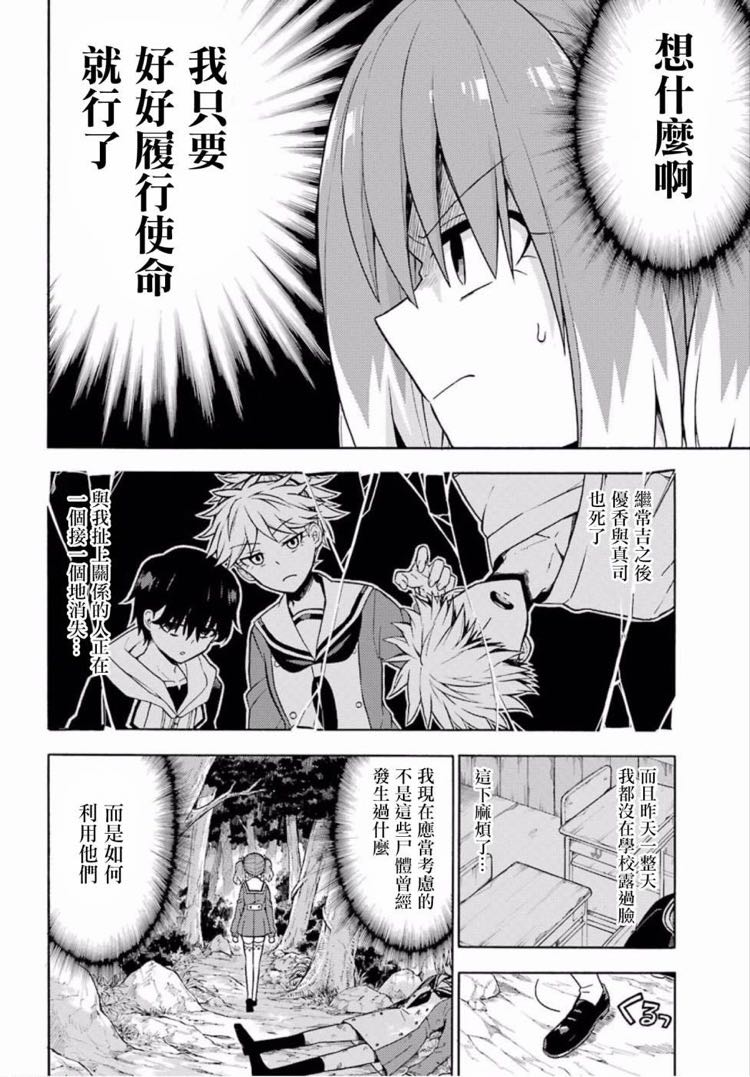 想什麼啊
我只要
好好履行使命
就行了
繼常吉之後
優香與真司
也死了
與我扯上關係的人正在
一個接一個地消失…
而且昨天一整天
我都沒在學校露過臉
這下麻煩了…
くるっ
我現在應當考慮的
不是這些尸體曾經
發生過什麼
而是如何
利用他們